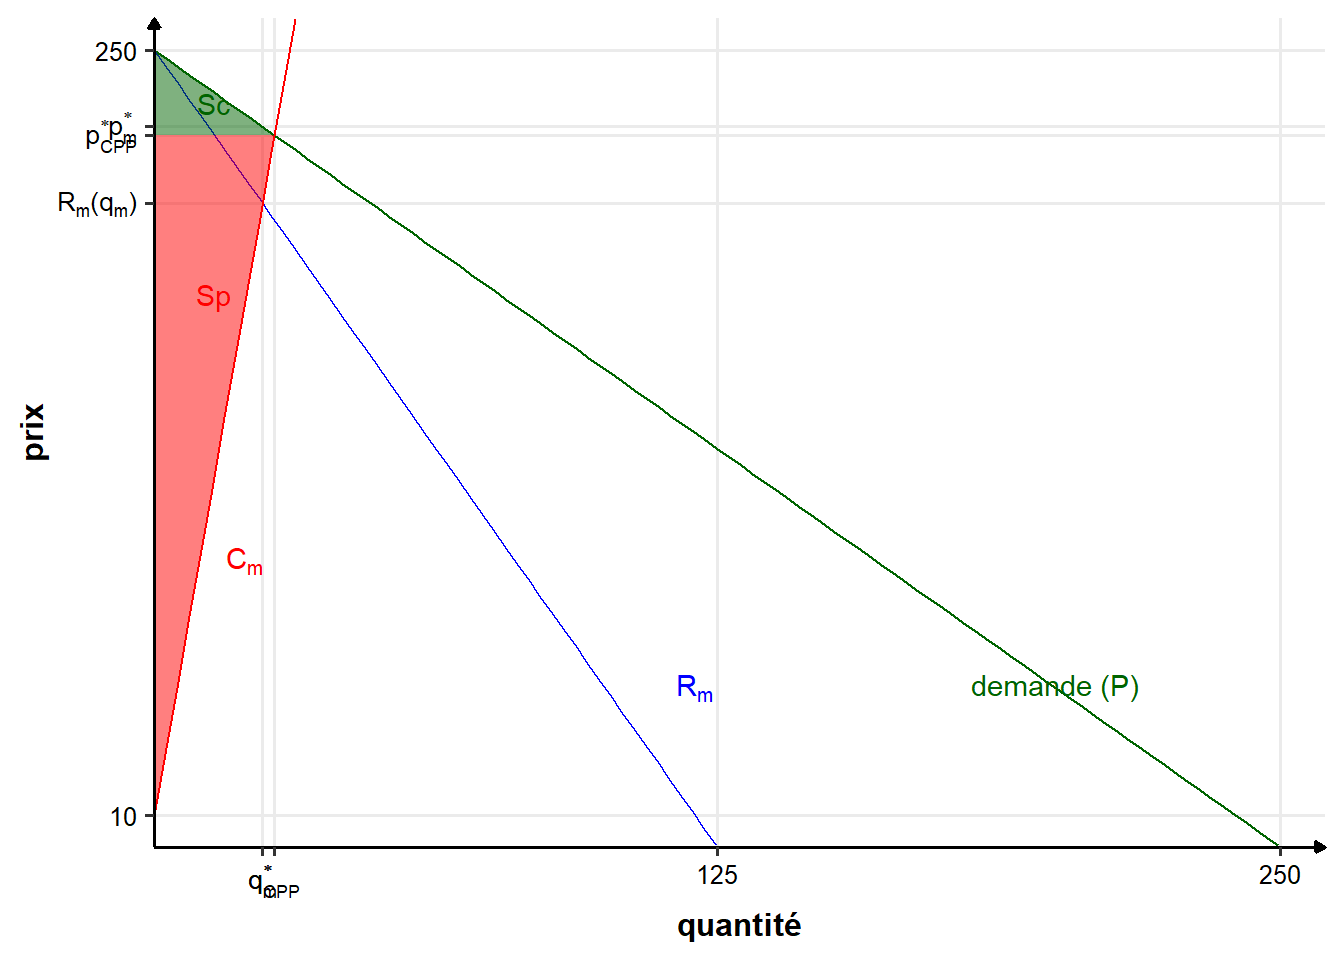 250
Sc
p*m
p*CPP
Rm(qm)
Sp
prix
Cm
Rm
demande (P)
10
q*m
CPP
125
250
quantité